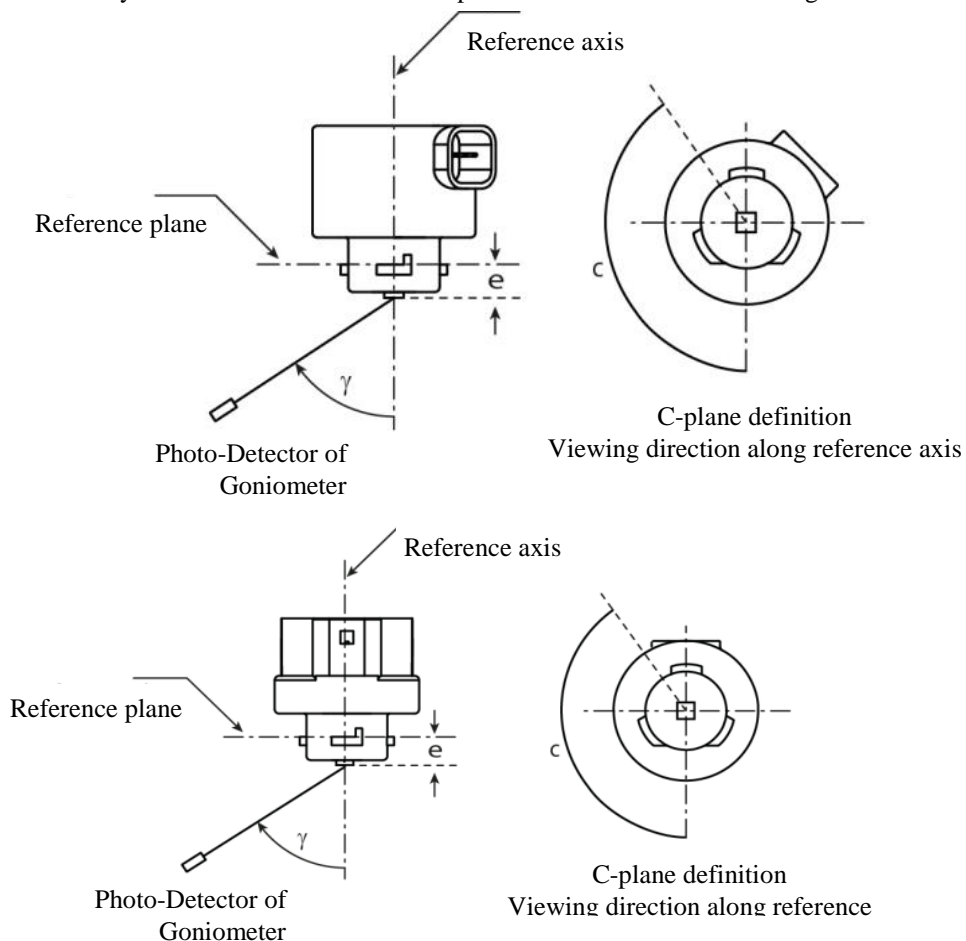 Reference axis
Reference plane
e
γ
c
Photo-Detector of
Goniometer
C-plane definition
Viewing direction along reference axis
Reference axis
Reference plane
e
γ
c
Photo-Detector of
Goniometer
C-plane definition
Viewing direction along reference